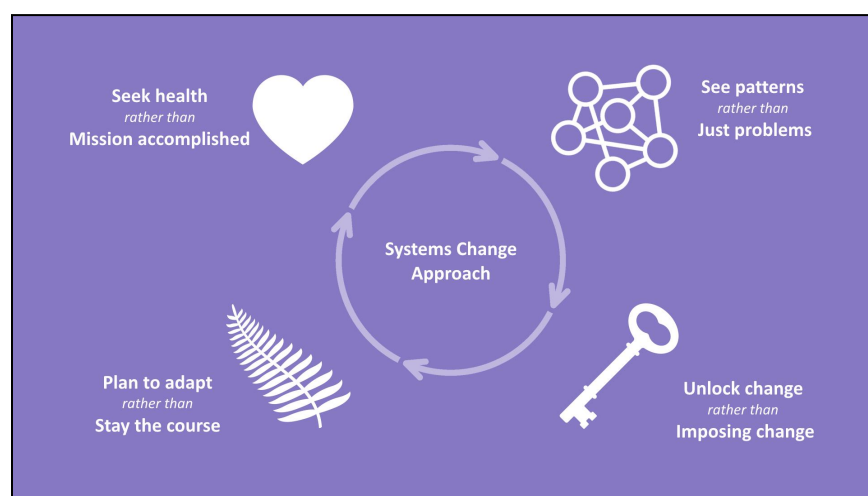 Seek health
rather than
Mission accomplished
See patterns
rather than
Just problems
Systems Change
Approach
Plan to adapt
rather than
Stay the course
Unlock change
rather than
Imposing change